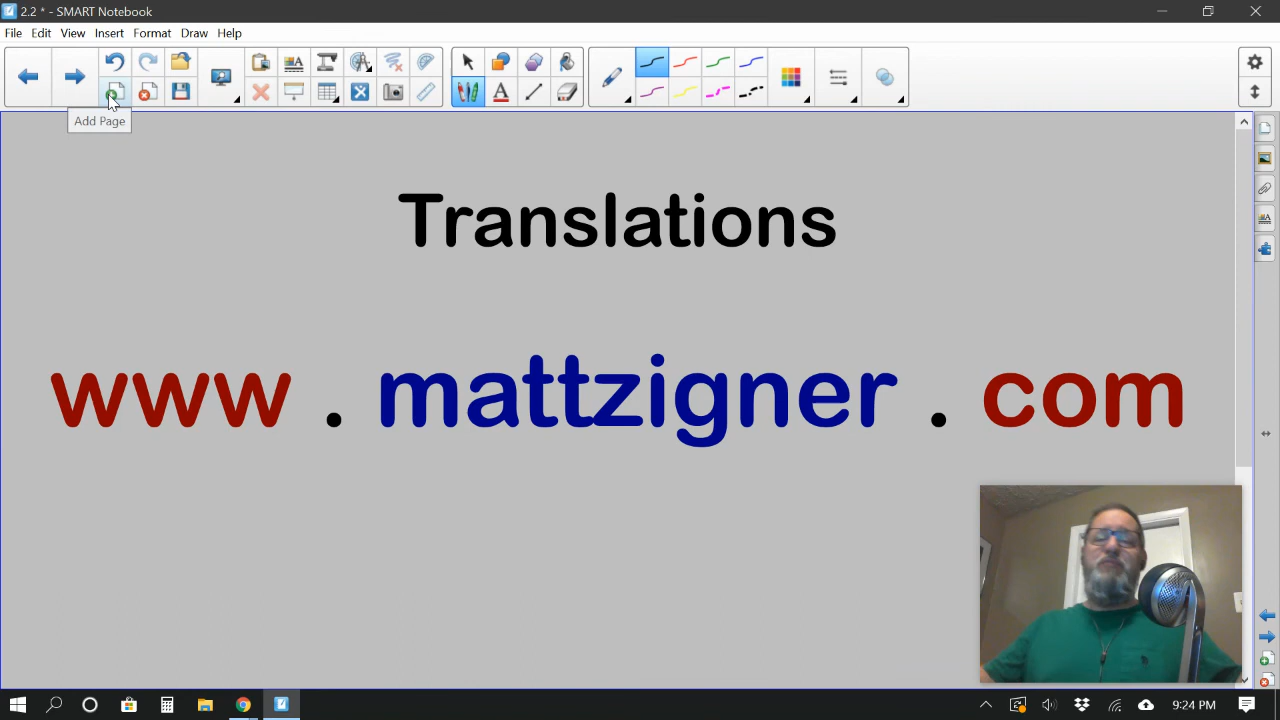 2.2 * - SMART Notebook
File Edit View Insert Format Draw Help
Add Page
Translations
www . mattzigner . com
9:24 PM